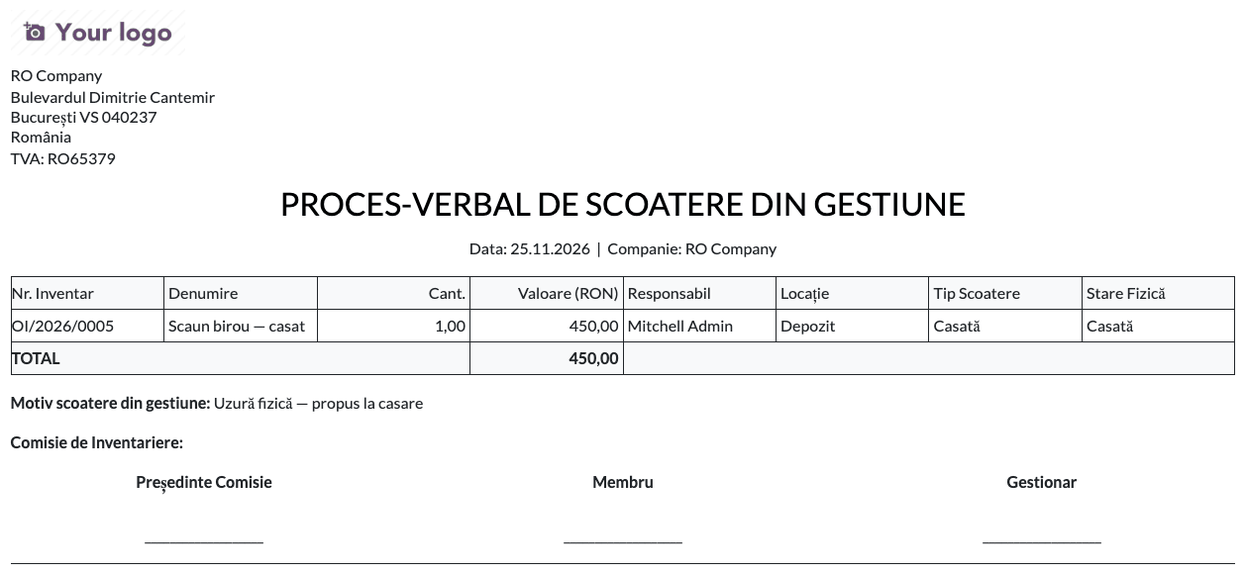 Your logo
RO Company
Bulevardul Dimitrie Cantemir
București VS 040237
România
TVA: RO65379
PROCES-VERBAL DE SCOATERE DIN GESTIUNE
Data: 25.11.2026 | Companie: RO Company
Nr. Inventar Denumire Cant. Valoare (RON) Responsabil Locație Tip Scoatere Stare Fizică
OI/2026/0005 Scaun birou — casat 1,00 450,00 Mitchell Admin Depozit Casată Casată
TOTAL 450,00
Motiv scoatere din gestiune: Uzură fizică — propus la casare
Comisie de Inventariere:
Președinte Comisie Membru Gestionar